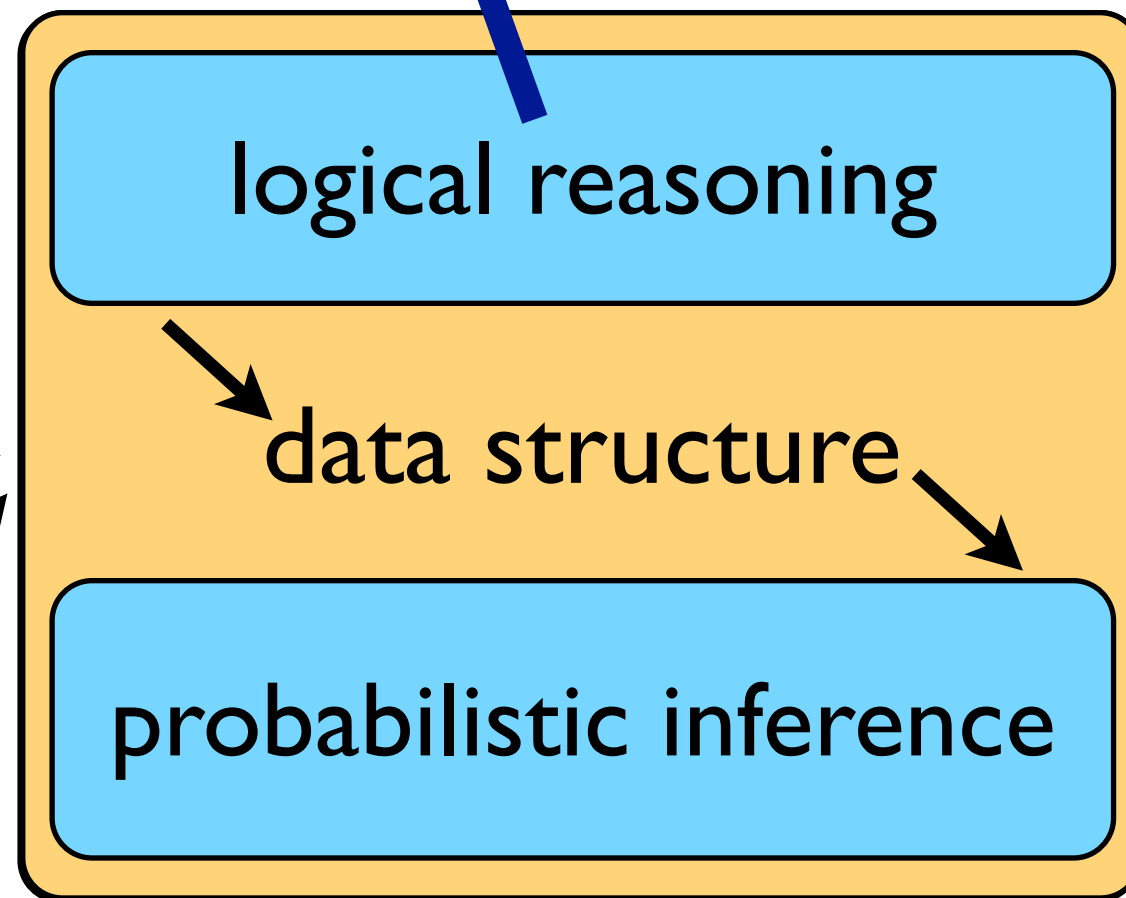 logical reasoning
data structure
probabilistic inference